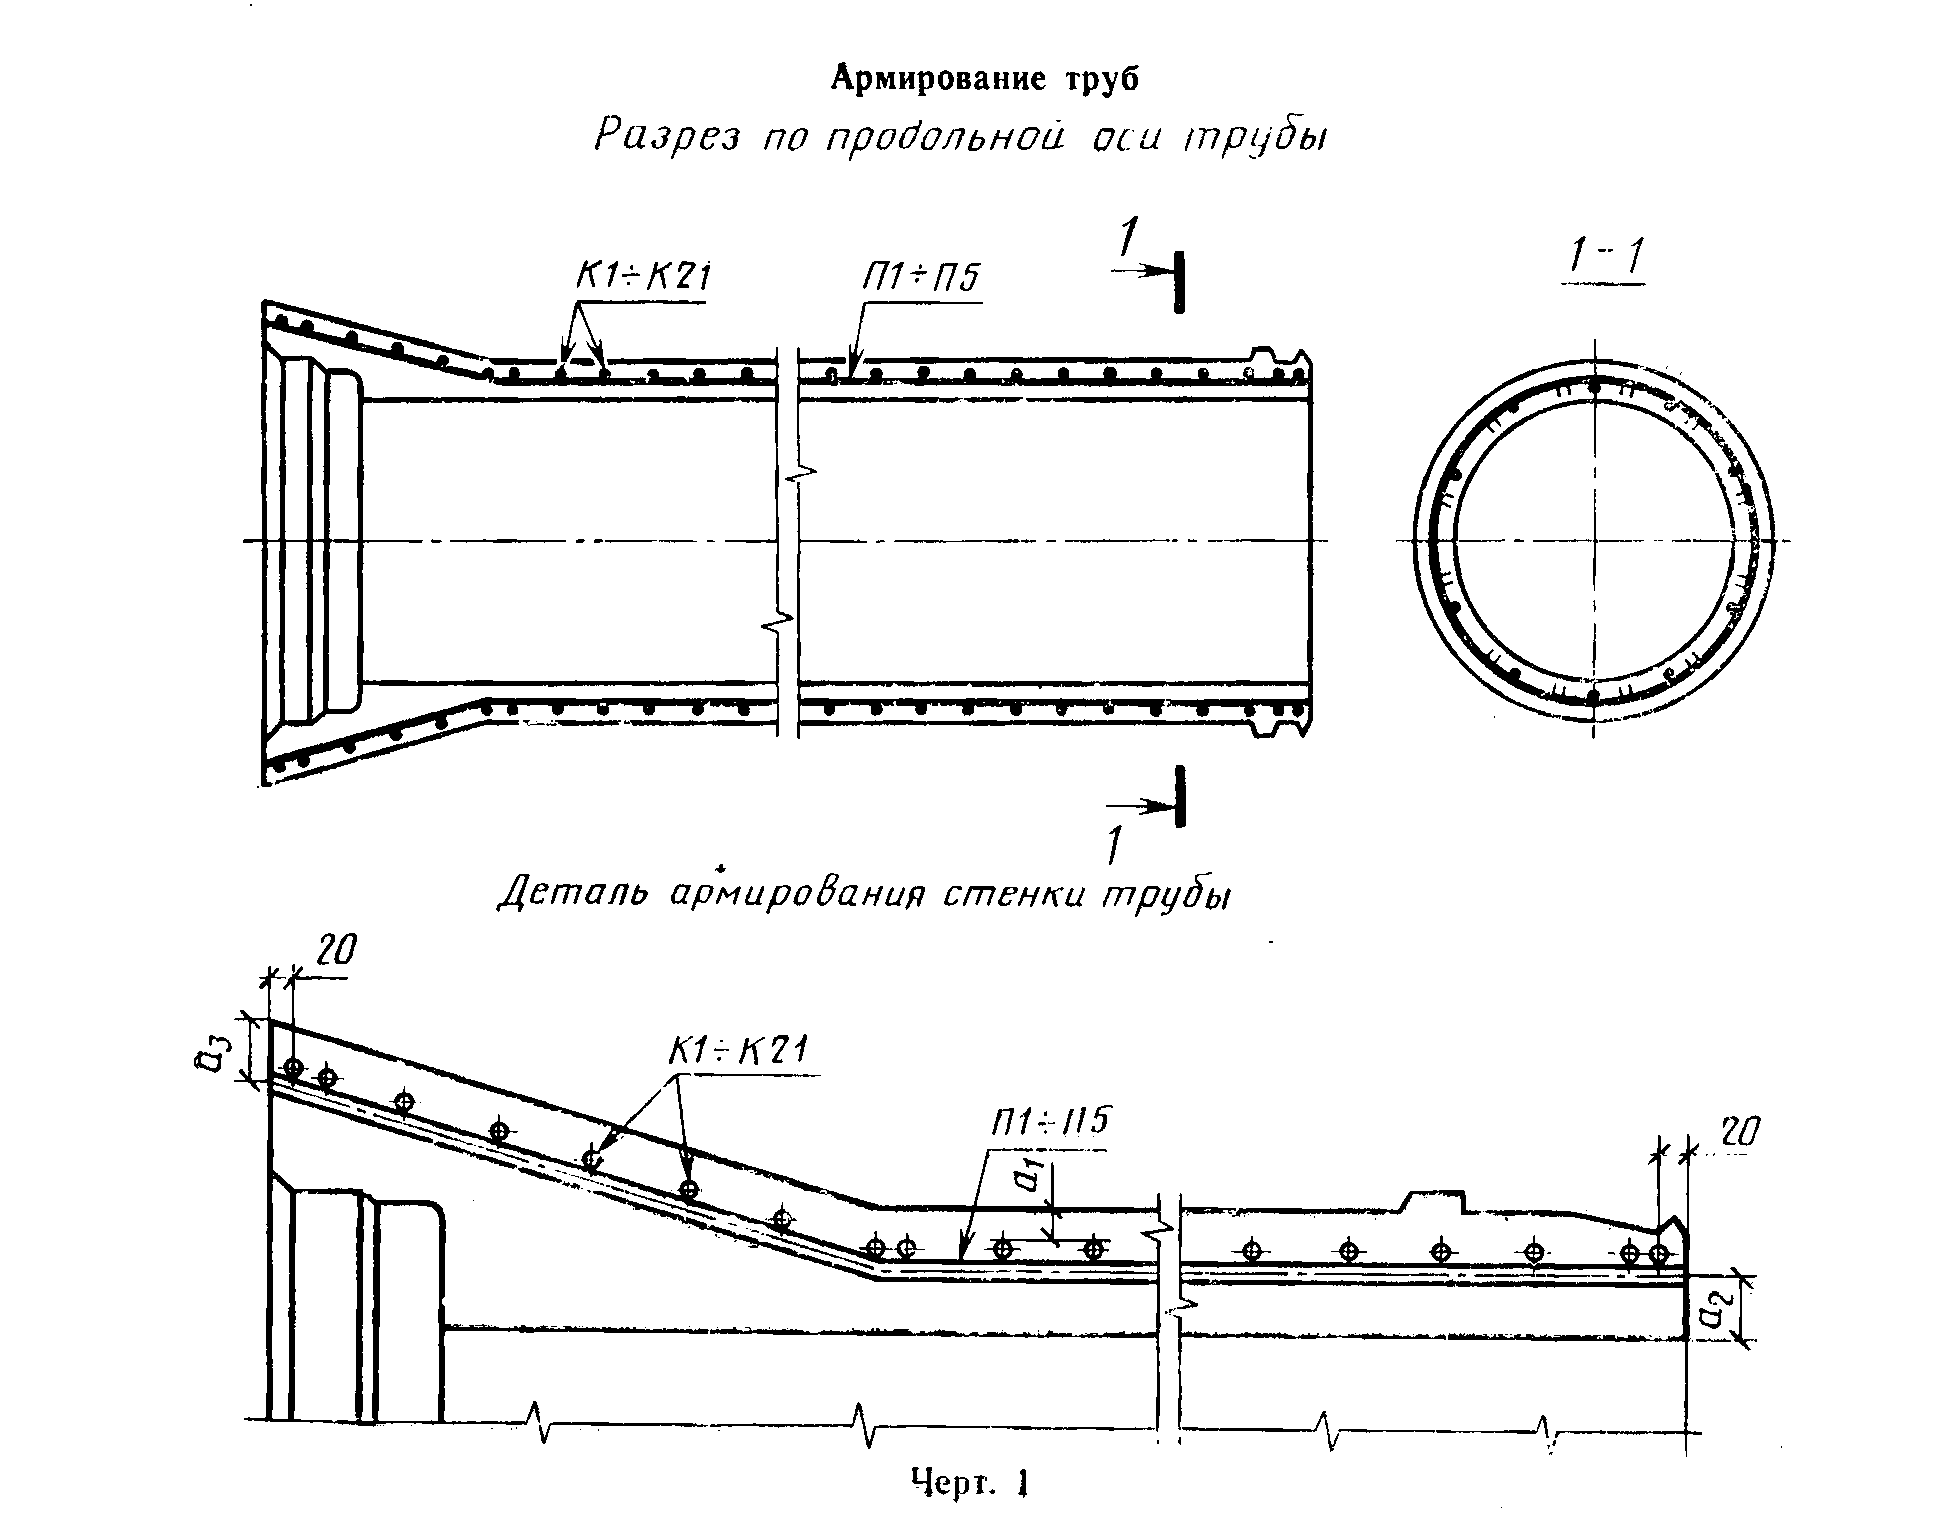 Армирование труб
Разрез по продольной оси трубы
1
1-1
К1÷К21
П1÷П5
1
Деталь армирования стенки трубы
20
а3
К1÷К21
П1÷П5
а1
20
а2
Черт. 1